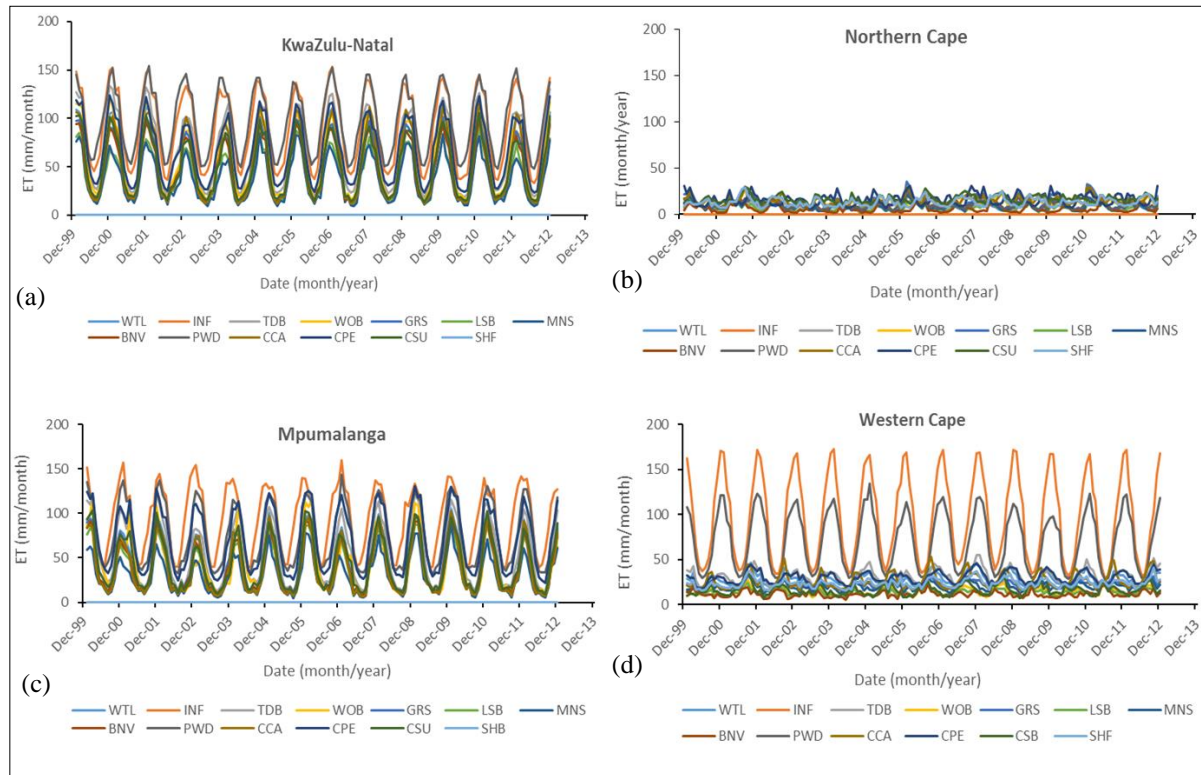 KwaZulu-Natal
ET (mm/month)
200
150
100
50
0
Dec-99 Dec-00 Dec-01 Dec-02 Dec-03 Dec-04 Dec-05 Dec-06 Dec-07 Dec-08 Dec-09 Dec-10 Dec-11 Dec-12 Dec-13
Date (month/year)
(a)
WTL INF TDB WOB GRS LSB MNS
BNV PWD CCA CPE CSU SHF
Northern Cape
ET (month/year)
200
150
100
50
0
Dec-99 Dec-00 Dec-01 Dec-02 Dec-03 Dec-04 Dec-05 Dec-06 Dec-07 Dec-08 Dec-09 Dec-10 Dec-11 Dec-12 Dec-13
Date (month/year)
(b)
WTL INF TDB WOB GRS LSB MNS
BNV PWD CCA CPE CSU SHF
Mpumalanga
ET (mm/month)
200
150
100
50
0
Dec-99 Dec-00 Dec-01 Dec-02 Dec-03 Dec-04 Dec-05 Dec-06 Dec-07 Dec-08 Dec-09 Dec-10 Dec-11 Dec-12 Dec-13
Date (month/year)
(c)
WTL INF TDB WOB GRS LSB MNS
BNV PWD CCA CPE CSU SHB
Western Cape
ET (mm/month)
200
150
100
50
0
Dec-99 Dec-00 Dec-01 Dec-02 Dec-03 Dec-04 Dec-05 Dec-06 Dec-07 Dec-08 Dec-09 Dec-10 Dec-11 Dec-12 Dec-13
Date (month/year)
(d)
WTL INF TDB WOB GRS LSB MNS
BNV PWD CCA CPE CSB SHF